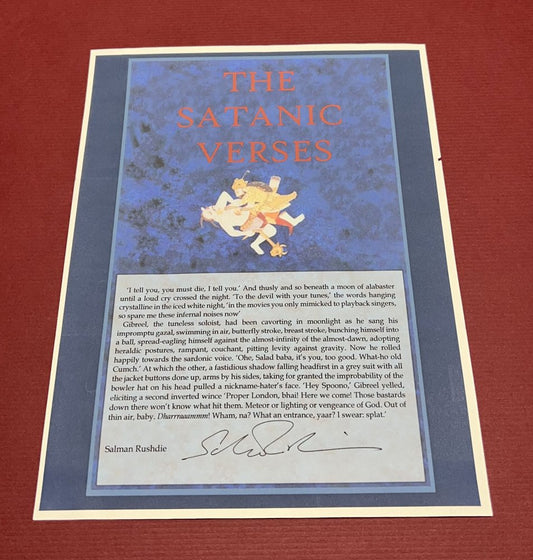 THE
SATANIC
VERSES
'I tell you, you must die, I tell you.' And thusly and so beneath a moon of alabaster
until a loud cry crossed the night. 'To the devil with your tunes,' the words hanging
crystalline in the iced white night, 'in the movies you only mimicked to playback singers,
so spare me these infernal noises now'
Gibreel, the tuneless soloist, had been cavorting in moonlight as he sang his
impromptu gazal, swimming in air, butterfly stroke, breast stroke, bunching himself into
a ball, spread-eagling himself against the almost-infinity of the almost-dawn, adopting
heraldic postures, rampant, couchant, pitting levity against gravity. Now he rolled
happily towards the sardonic voice. 'Ohe, Salad baba, it's you, too good. What-ho old
Cumch.' At which the other, a fastidious shadow falling headfirst in a grey suit with all
the jacket buttons done up, arms by his sides, taking for granted the improbability of the
bowler hat on his head pulled a nickname-hater's face. 'Hey Spoono,' Gibreel yelled,
eliciting a second inverted wince 'Proper London, bhai! Here we come! Those bastards
down there won't know what hit them. Meteor or lighting or vengeance of God. Out of
thin air, baby. Dharrraaammm! Wham, na? What an entrance, yaar? I swear: splat.'
Salman Rushdie